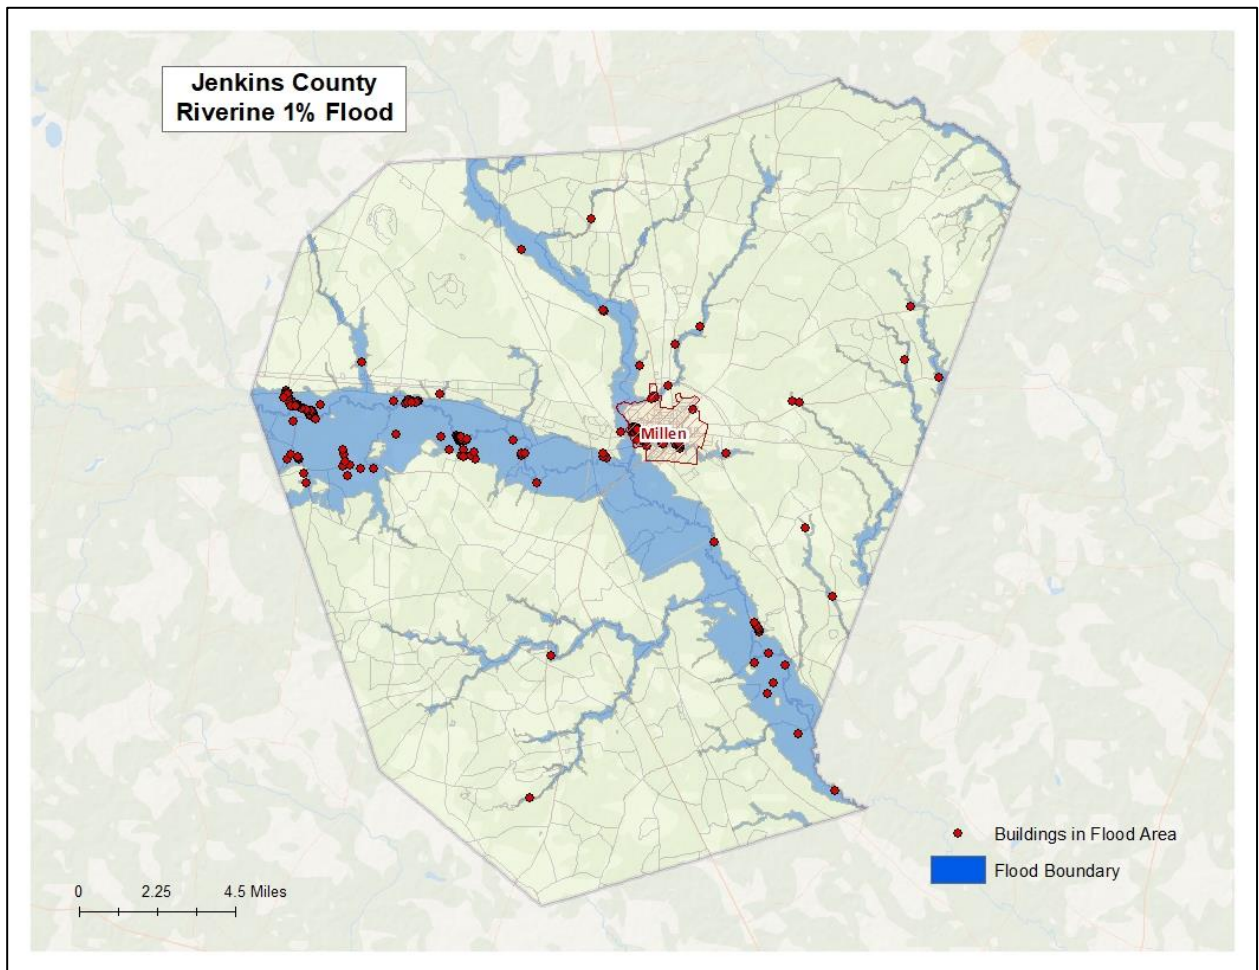 Jenkins County
Riverine 1% Flood
Millen
Buildings in Flood Area
Flood Boundary
0 2.25 4.5 Miles